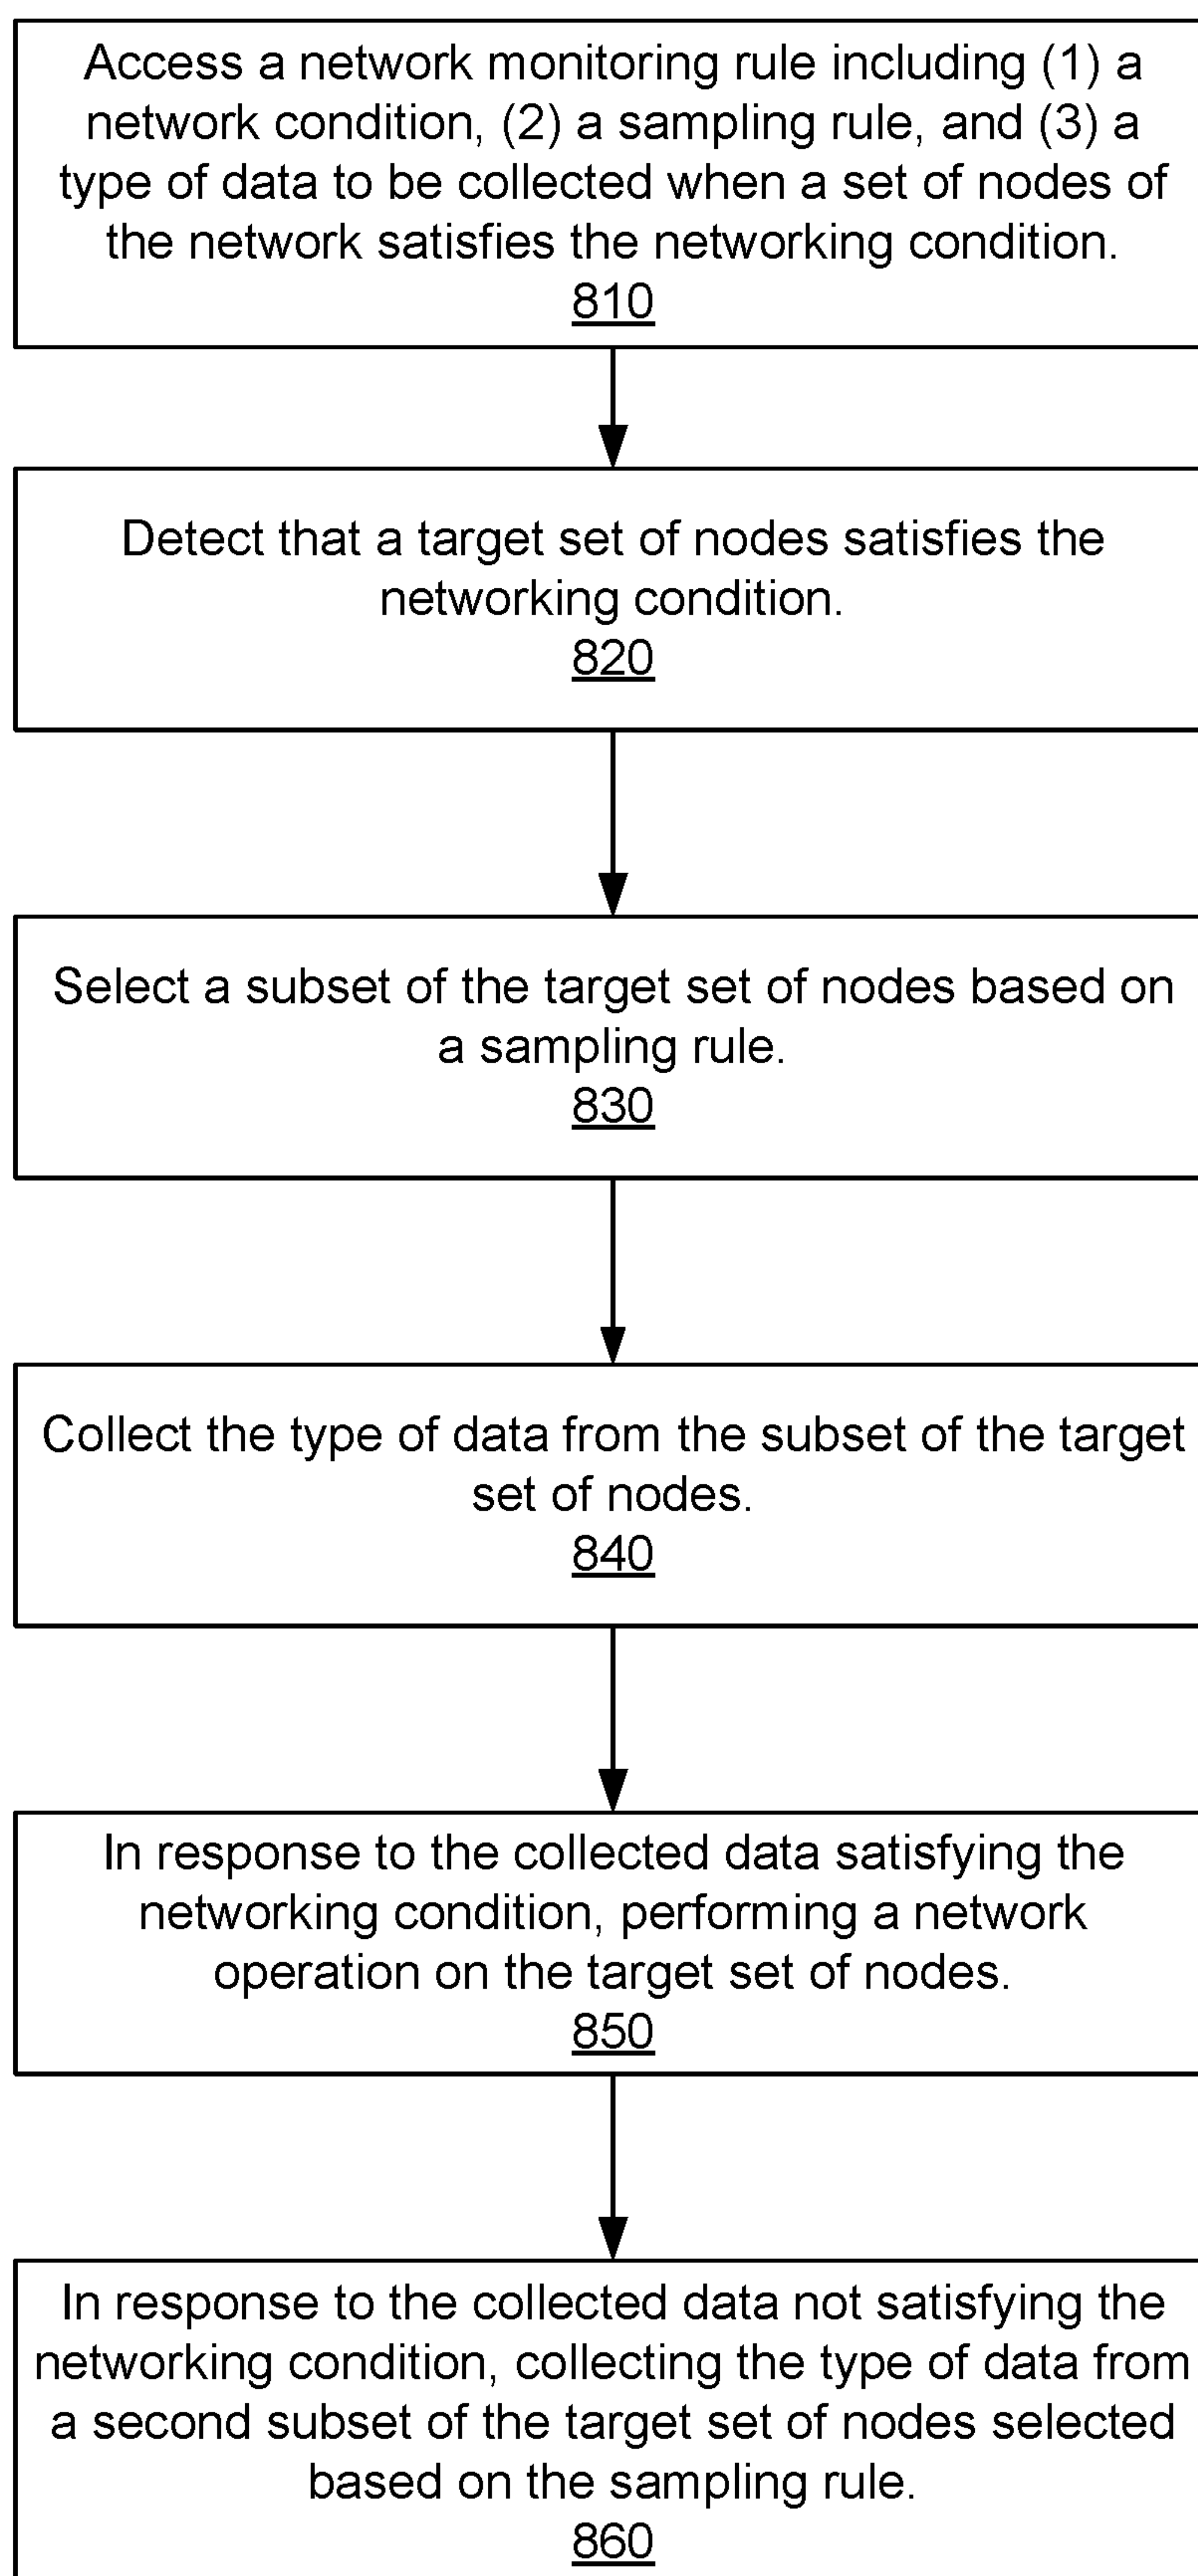 Access a network monitoring rule including (1) a
network condition, (2) a sampling rule, and (3) a
type of data to be collected when a set of nodes of
the network satisfies the networking condition.
810
Detect that a target set of nodes satisfies the
networking condition.
820
Select a subset of the target set of nodes based on
a sampling rule.
830
Collect the type of data from the subset of the target
set of nodes.
840
In response to the collected data satisfying the
networking condition, performing a network
operation on the target set of nodes.
850
In response to the collected data not satisfying the
networking condition, collecting the type of data from
a second subset of the target set of nodes selected
based on the sampling rule.
860